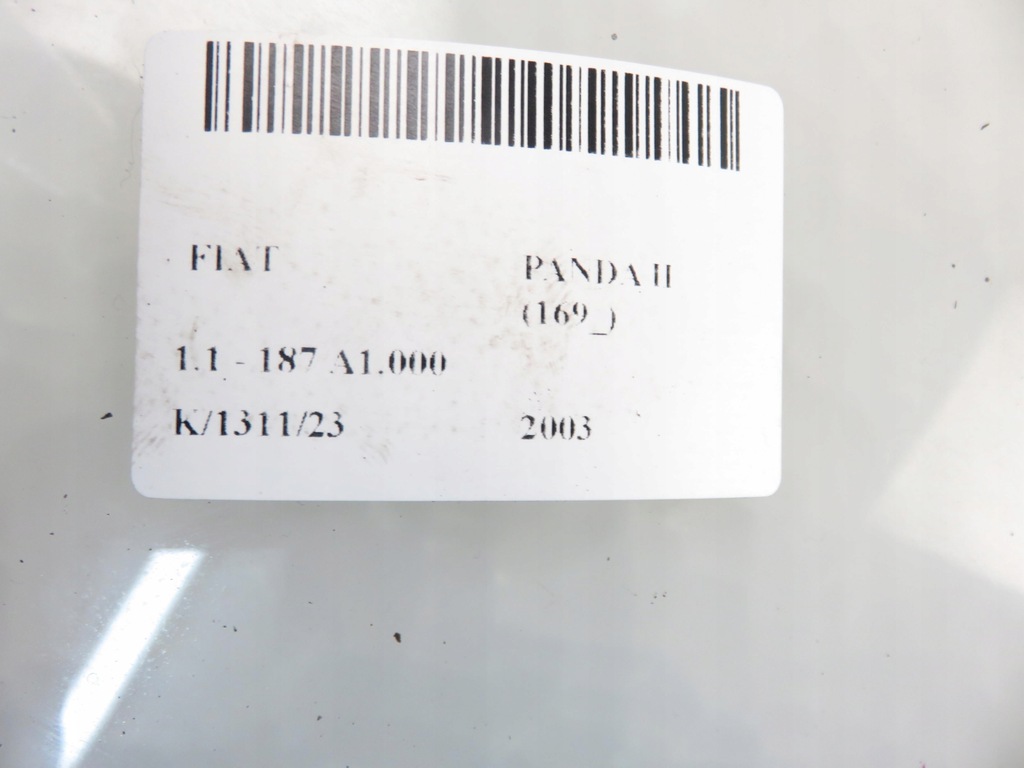 FIAT PANDA II
(169_)
1.1 - 187 A1.000
K/1311/23 2003